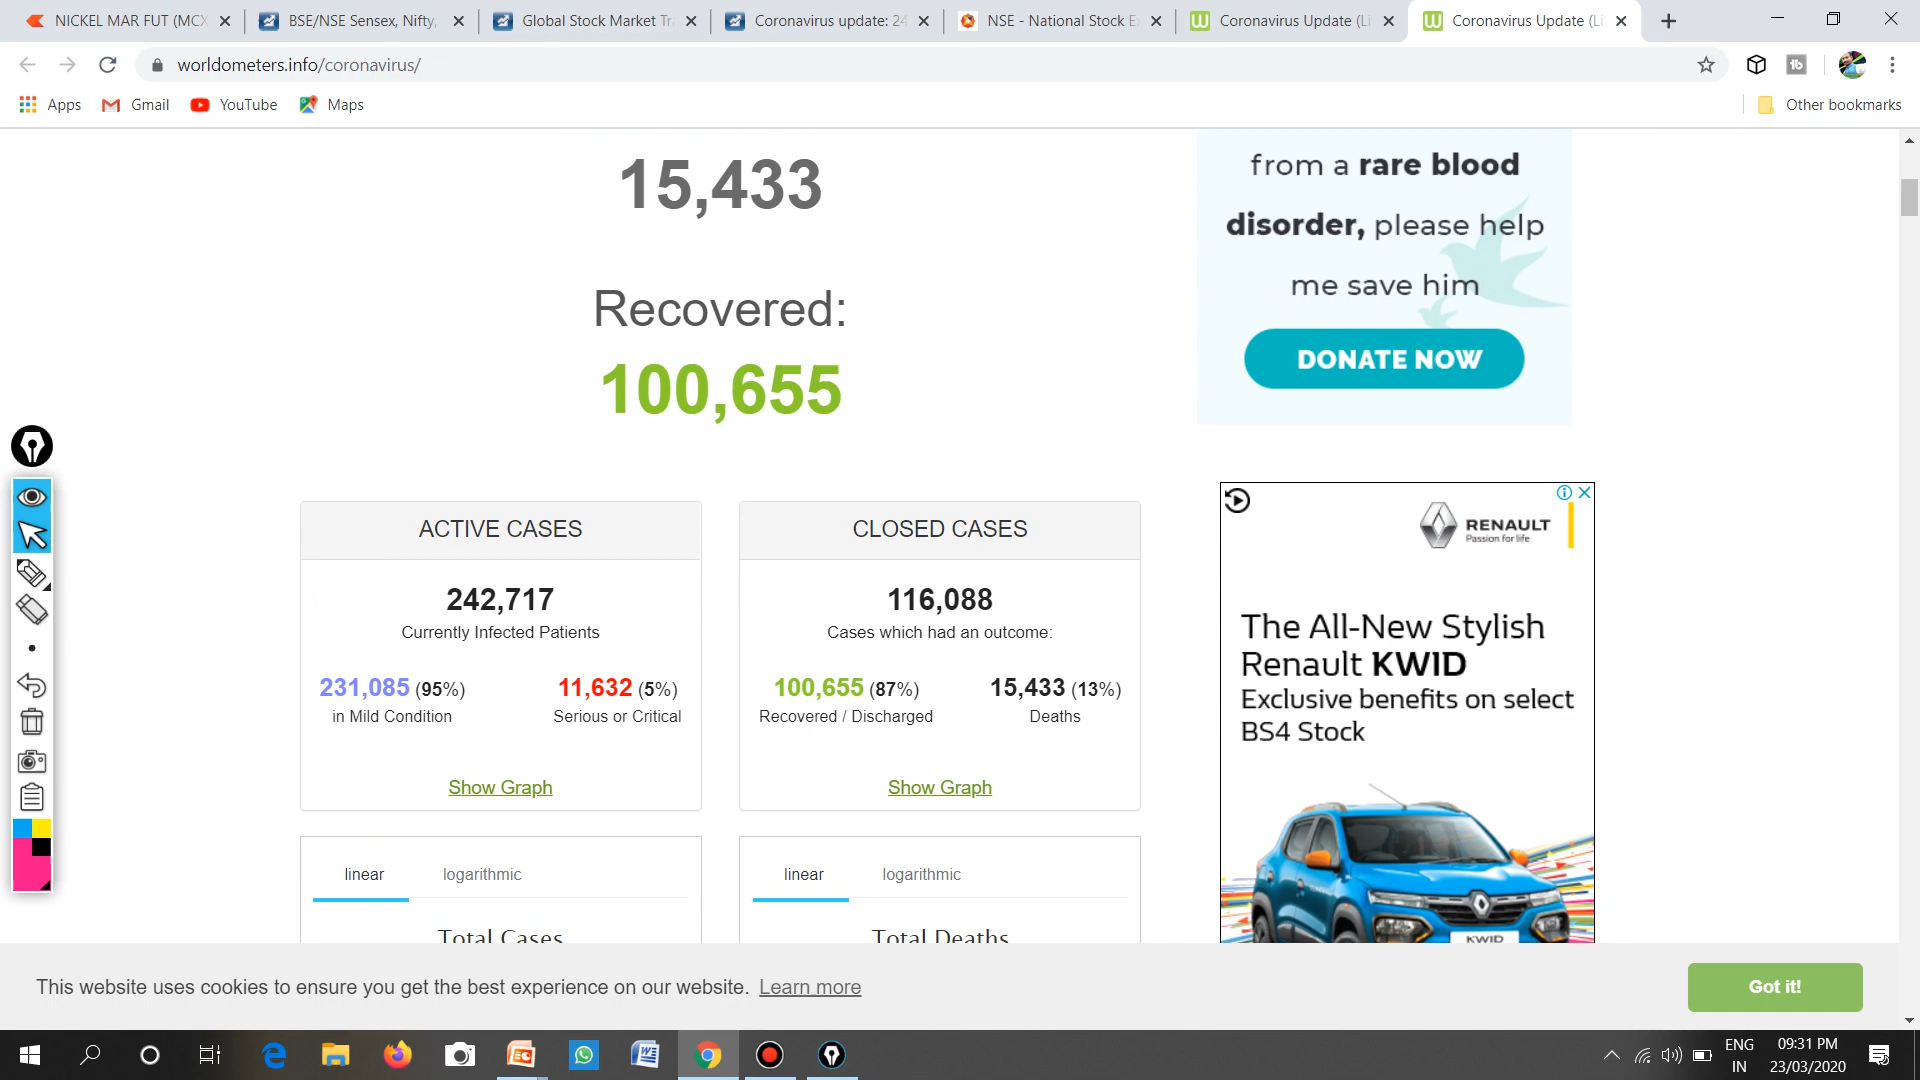 NICKEL MAR FUT (MCX
BSE/NSE Sensex, Nifty,
Global Stock Market Tr
Coronavirus update: 24
NSE - National Stock E
Coronavirus Update (Li
Coronavirus Update (Li
worldometers.info/coronavirus/
Apps
Gmail
YouTube
Maps
Other bookmarks
15,433
Recovered:
100,655
from a rare blood
disorder, please help
me save him
DONATE NOW
ACTIVE CASES
242,717
Currently Infected Patients
231,085 (95%)
in Mild Condition
11,632 (5%)
Serious or Critical
Show Graph
CLOSED CASES
116,088
Cases which had an outcome:
100,655 (87%)
Recovered / Discharged
15,433 (13%)
Deaths
Show Graph
RENAULT
Passion for life
The All-New Stylish
Renault KWID
Exclusive benefits on select
BS4 Stock
KWID
linear
logarithmic
Total Cases
linear
logarithmic
Total Deaths
This website uses cookies to ensure you get the best experience on our website. Learn more
Got it!
ENG
IN
09:31 PM
23/03/2020